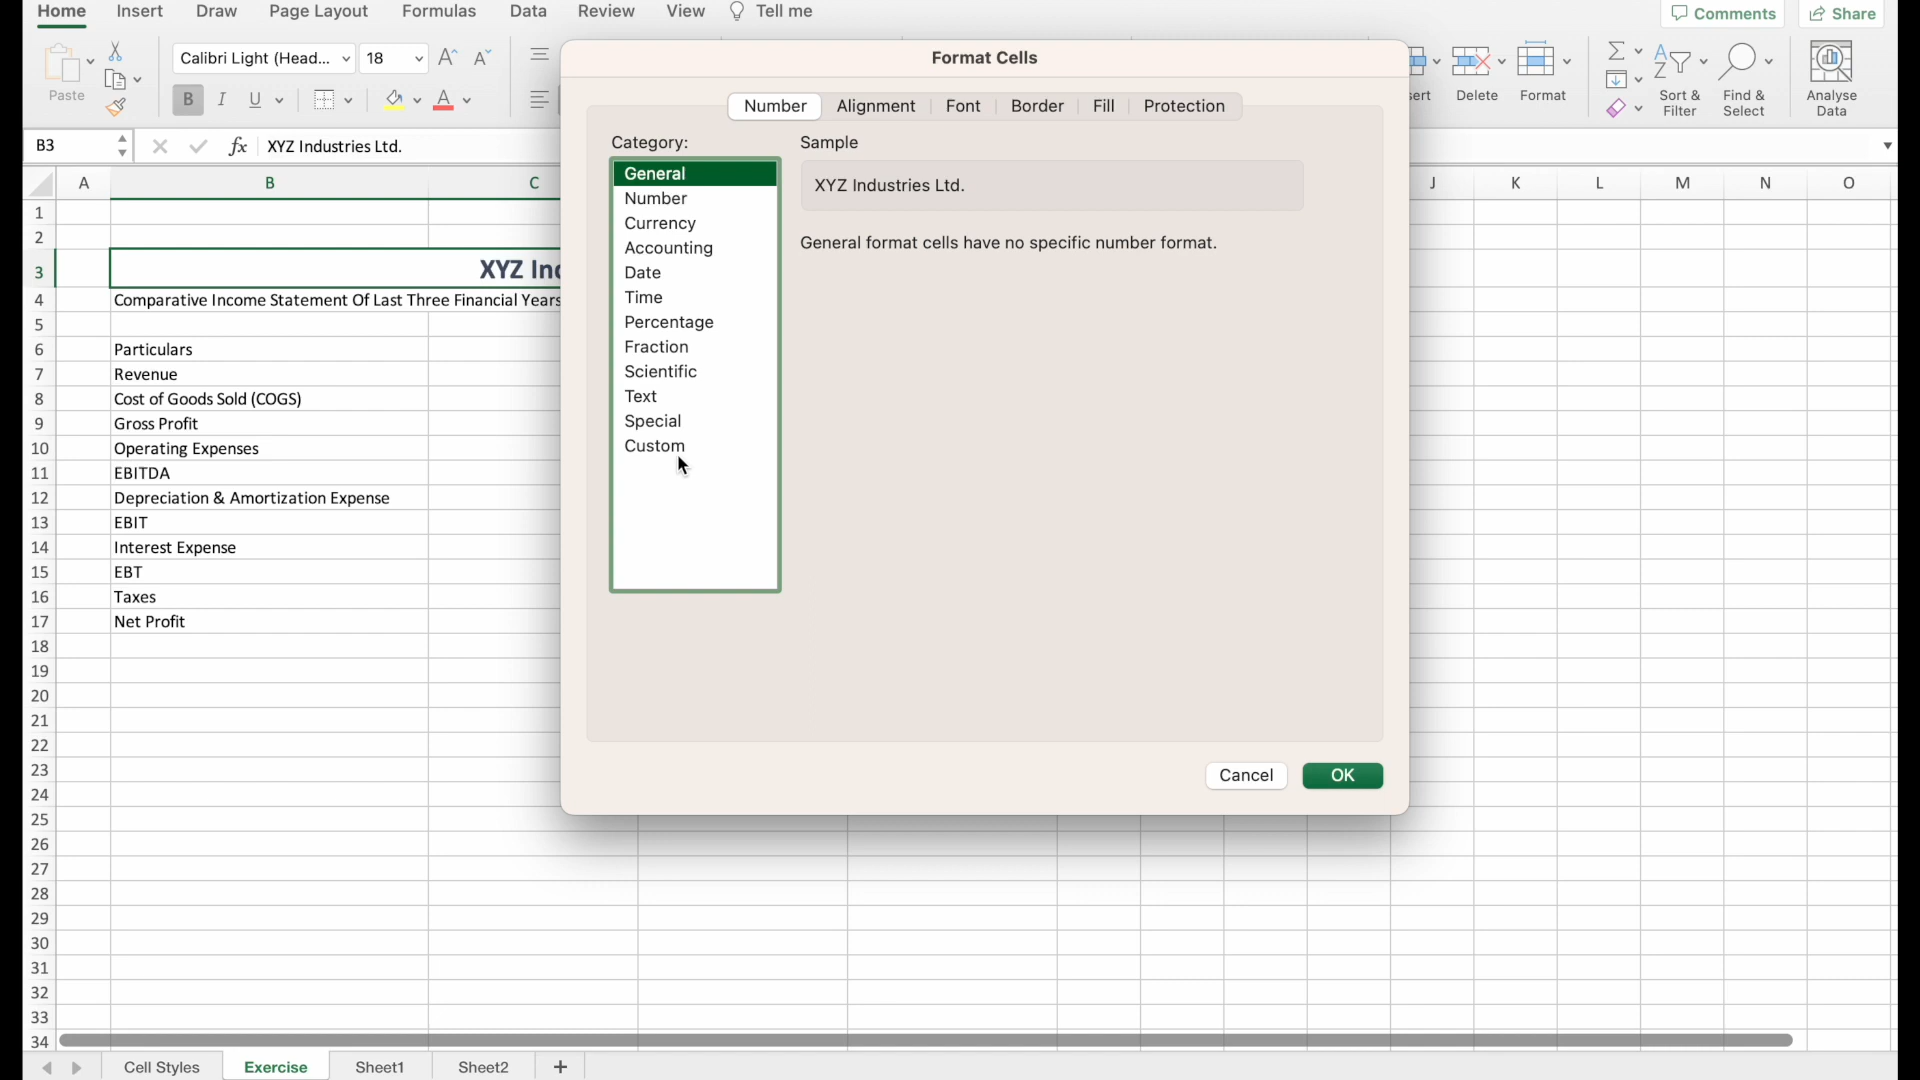 Home Insert Draw Page Layout Formulas Data Review View Tell me Comments Share
Calibri Light (Head... 18
Paste
B I U A
Delete Format Sort & Filter Find & Select Analyse Data
B3 fx XYZ Industries Ltd.
A B C J K L M N O
1
2
3 XYZ
4 Comparative Income Statement Of Last Three Financial Years
5
6 Particulars
7 Revenue
8 Cost of Goods Sold (COGS)
9 Gross Profit
10 Operating Expenses
11 EBITDA
12 Depreciation & Amortization Expense
13 EBIT
14 Interest Expense
15 EBT
16 Taxes
17 Net Profit
18
19
20
21
22
23
24
25
26
27
28
29
30
31
32
33
34
Format Cells
Number Alignment Font Border Fill Protection
Category:
General
Number
Currency
Accounting
Date
Time
Percentage
Fraction
Scientific
Text
Special
Custom
Sample
XYZ Industries Ltd.
General format cells have no specific number format.
Cancel OK
Cell Styles Exercise Sheet1 Sheet2 +